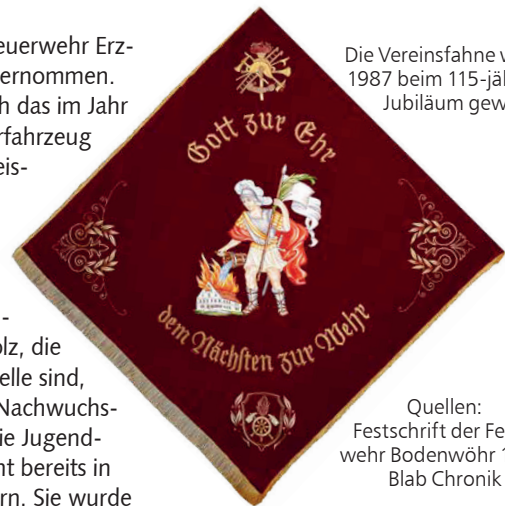 euerwehr Erz-
ernommen.
h das im Jahr
rfahrzeug
eis-
-
olz, die
elle sind,
Nachwuchs-
ie Jugend-
nt bereits in
rn. Sie wurde
Gott zur Ehr
dem Nächsten zur Wehr
Die Vereinsfahne w
1987 beim 115-jäh
Jubiläum gew
Quellen:
Festschrift der Fe
wehr Bodenwöhr 1
Blab Chronik